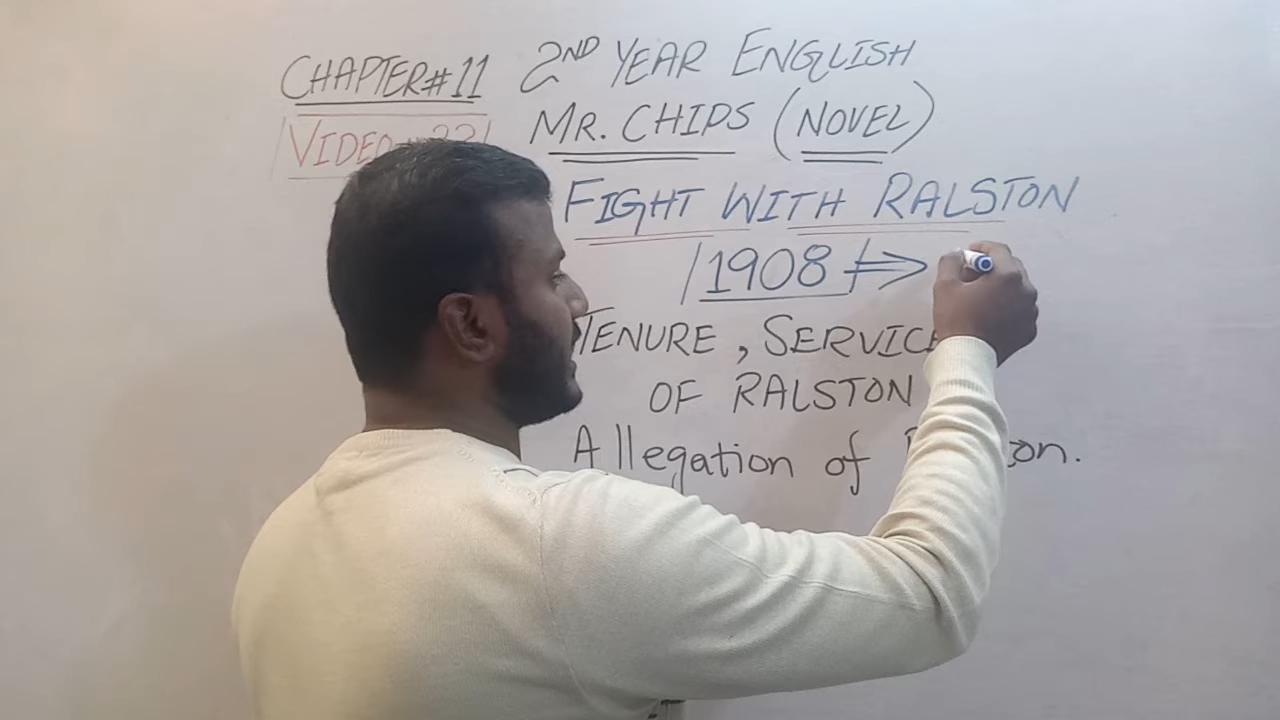 CHAPTER#11 2ND YEAR ENGLISH
VIDEO MR. CHIPS (NOVEL)
FIGHT WITH RALSTON
1908 ⇒
TENURE, SERVICE
OF RALSTON
Allegation of